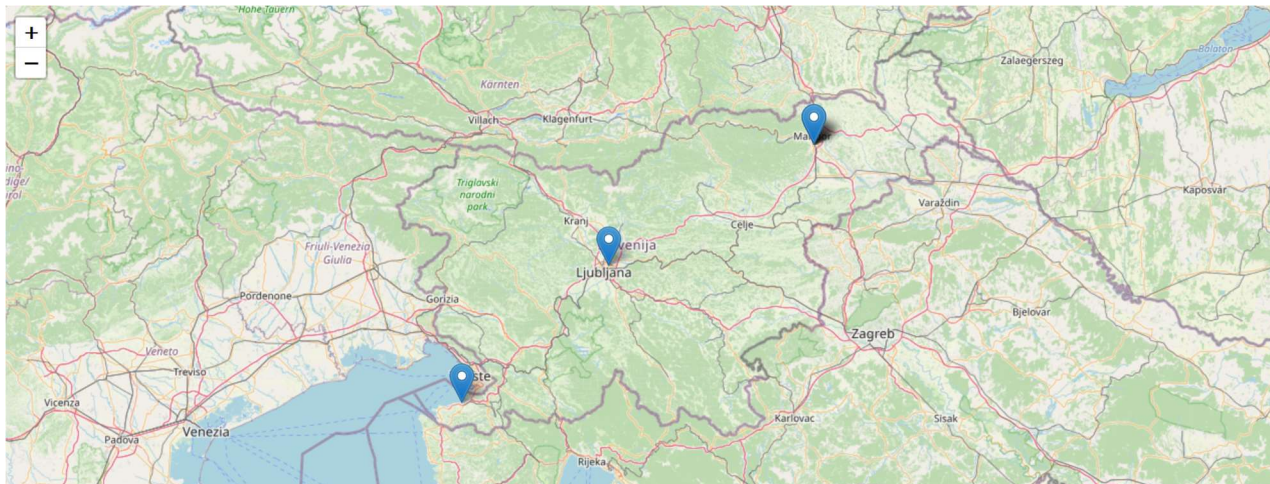 Hohe Tauern
+
−
Balaton
Zalaegerszeg
Kärnten
Villach
Klagenfurt
Triglavski
narodni
park
Kaposvár
Varaždin
Kranj
Celje
Friuli-Venezia
Giulia
Ljubljana
Pordenone
Gorizia
Bjelovar
Zagreb
Veneto
Treviso
Vicenza
Venezia
Padova
Karlovac
Sisak
Rijeka